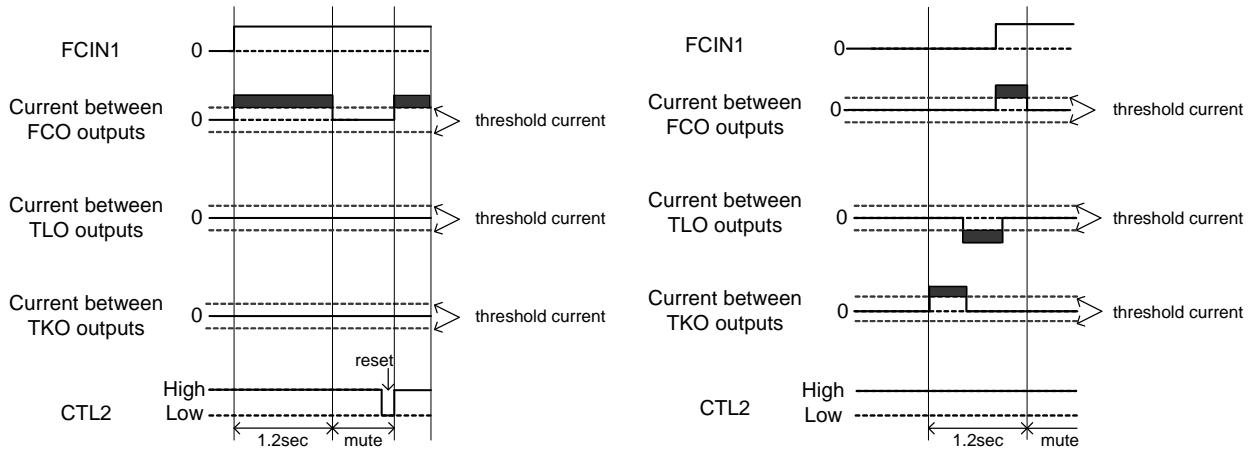 FCIN1
0
Current between
FCO outputs
0
threshold current
Current between
TLO outputs
0
threshold current
Current between
TKO outputs
0
threshold current
reset
CTL2
High
Low
1.2sec
mute
FCIN1
0
Current between
FCO outputs
0
threshold current
Current between
TLO outputs
0
threshold current
Current between
TKO outputs
0
threshold current
CTL2
High
Low
1.2sec
mute